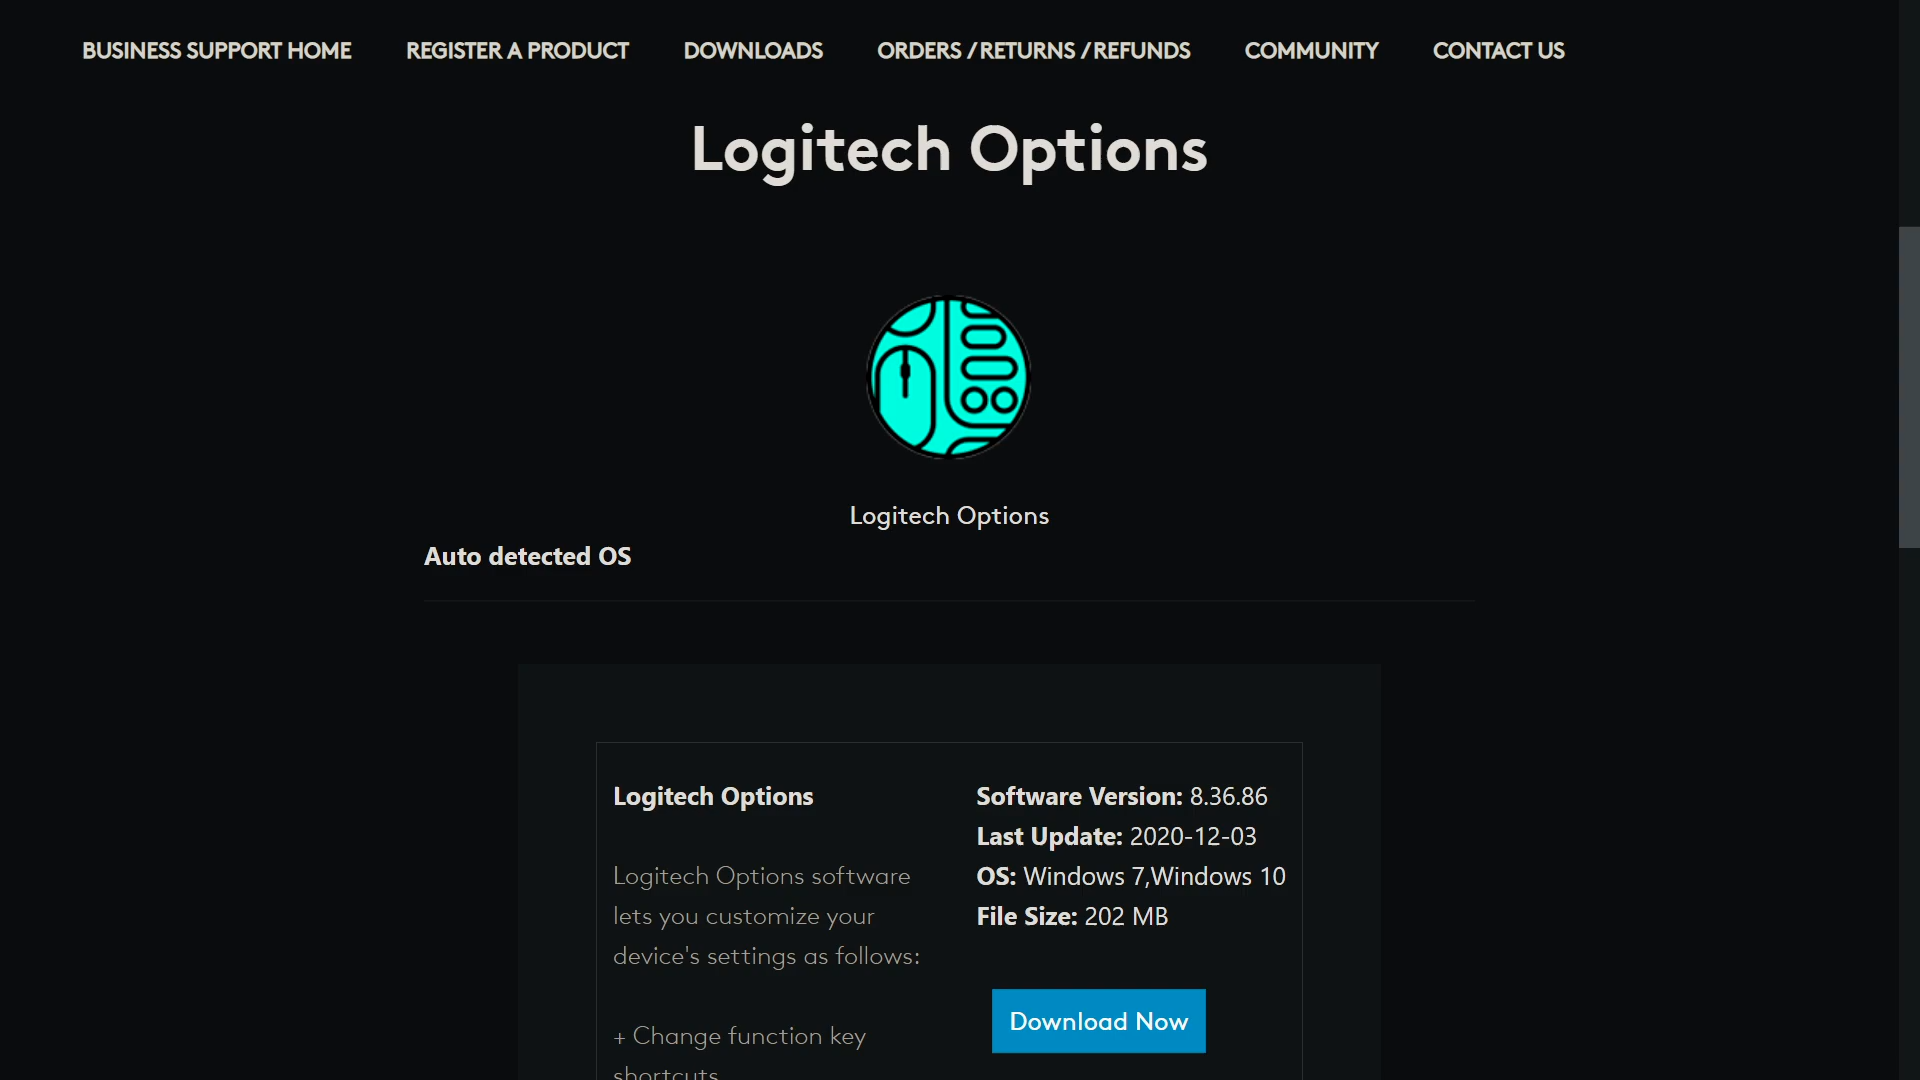 BUSINESS SUPPORT HOME REGISTER A PRODUCT DOWNLOADS ORDERS / RETURNS / REFUNDS COMMUNITY CONTACT US
Logitech Options
Logitech Options
Auto detected OS
Logitech Options
Software Version: 8.36.86
Last Update: 2020-12-03
OS: Windows 7,Windows 10
File Size: 202 MB
Logitech Options software
lets you customize your
device's settings as follows:
Download Now
+ Change function key
shortcuts